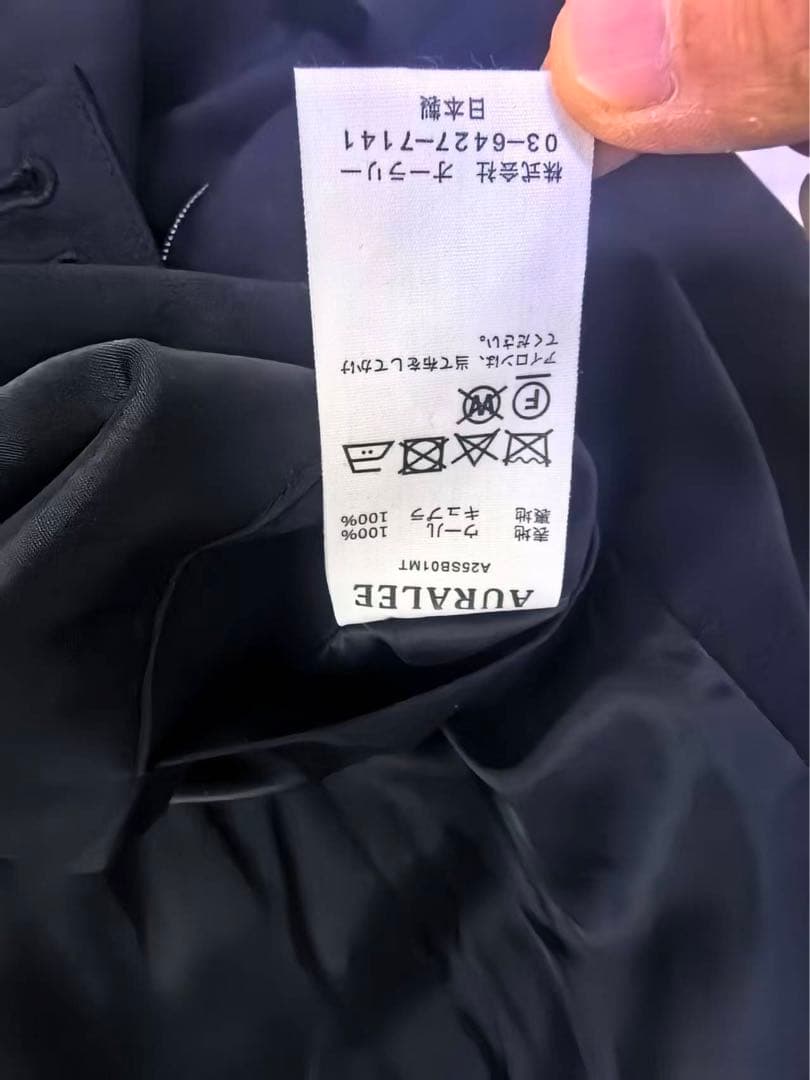 AURALEE
A25SB01MT
表地 ウール 100%
裏地 キュプラ 100%
F W
アイロンは、当て布をしてかけ
てください。
株式会社 オーラリー
03-6427-7141
日本製